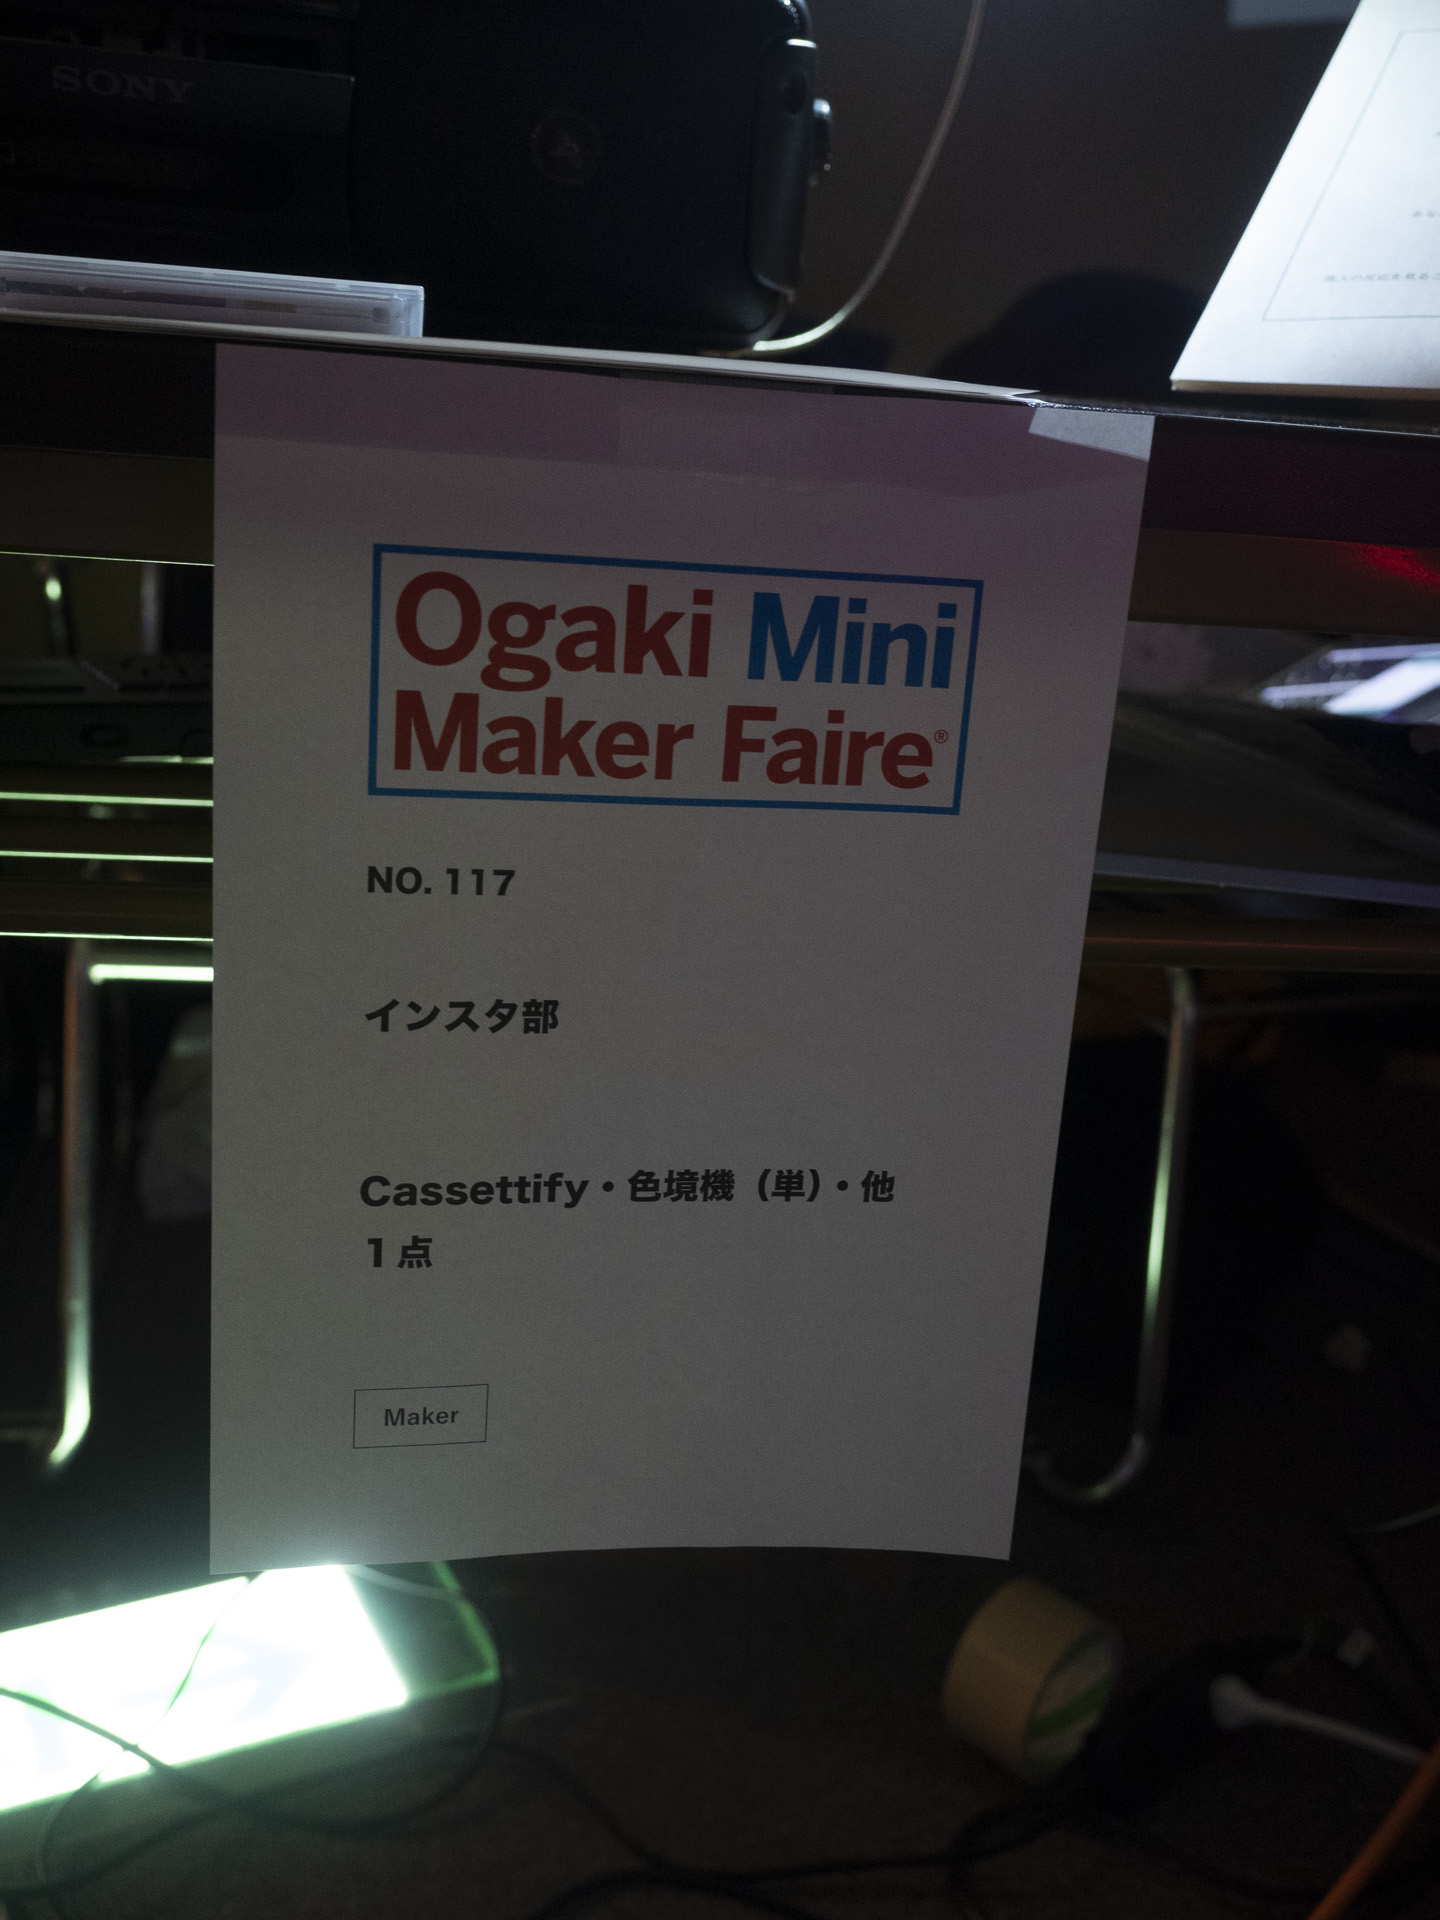 SONY
Ogaki Mini
Maker Faire®
NO. 117
インスタ部
Cassettify・色境機（単）・他
1点
Maker